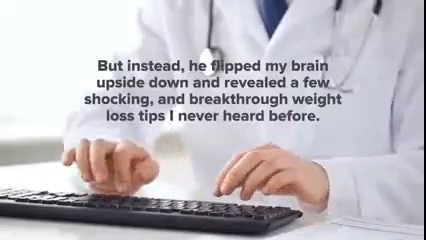 But instead, he flipped my brain
upside down and revealed a few
shocking, and breakthrough weight
loss tips I never heard before.